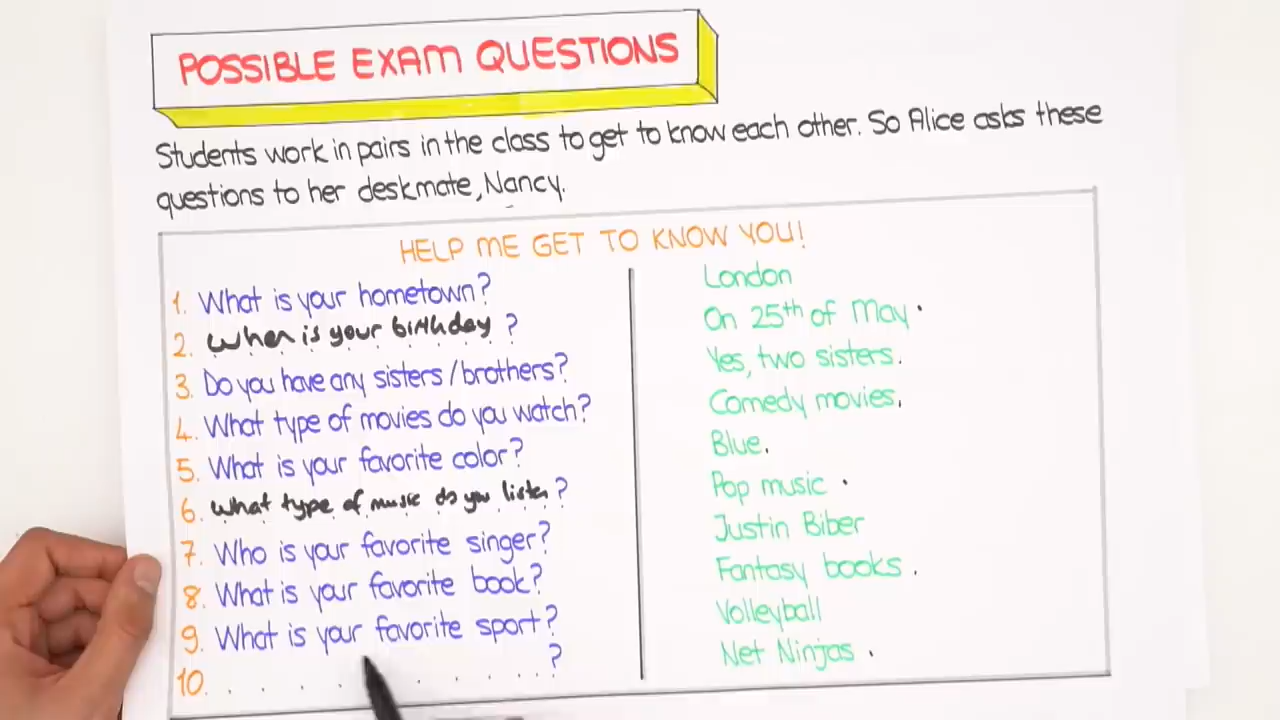 POSSIBLE EXAM QUESTIONS
Students work in pairs in the class to get to know each other. So Alice asks these
questions to her deskmate, Nancy.
HELP ME GET TO KNOW YOU!
1. What is your hometown?
London
2. When is your birthday ?
On 25th of May.
3. Do you have any sisters/brothers?
Yes, two sisters.
4. What type of movies do you watch?
Comedy movies.
5. What is your favorite color?
Blue.
6. What type of music do you listen ?
Pop music.
7. Who is your favorite singer?
Justin Biber
8. What is your favorite book?
Fantasy books.
9. What is your favorite sport?
Volleyball
10. . . . . . . . . . . ?
Net Ninjas.